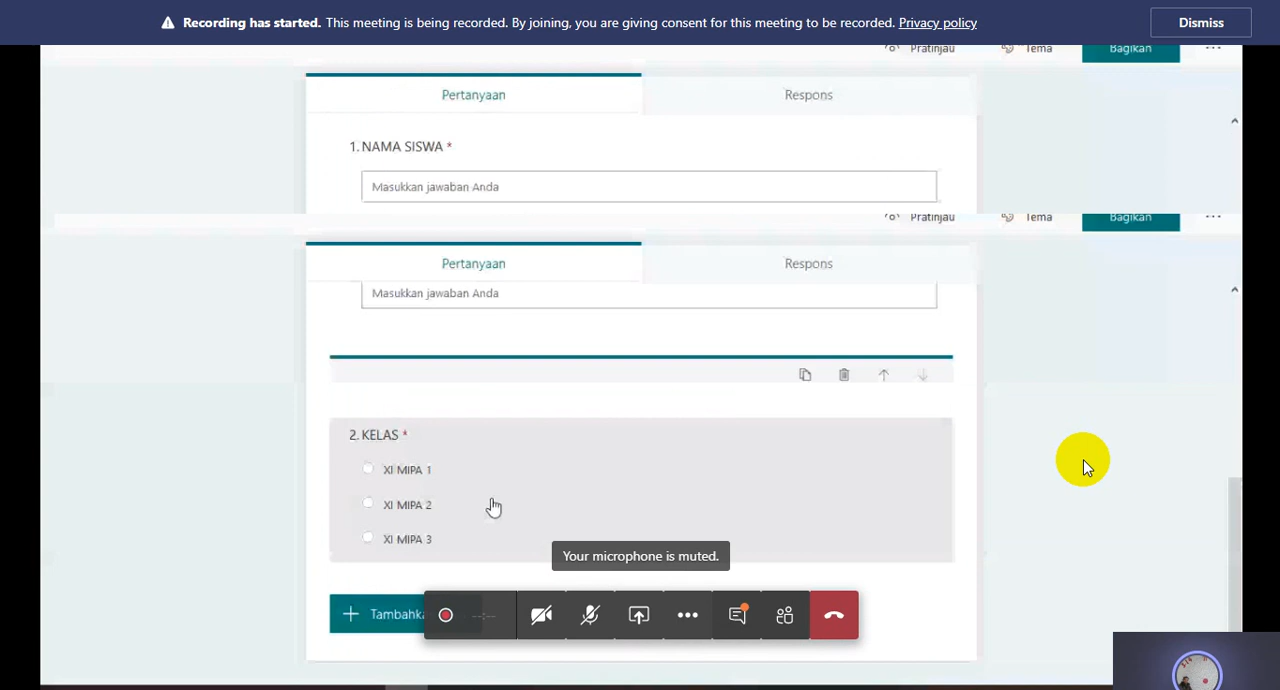 Recording has started. This meeting is being recorded. By joining, you are giving consent for this meeting to be recorded. Privacy policy
Dismiss
Pratinjau Tema Bagikan
Pertanyaan Respons
1. NAMA SISWA *
Masukkan jawaban Anda
Pratinjau Tema Bagikan
Pertanyaan Respons
Masukkan jawaban Anda
2. KELAS *
XI MIPA 1
XI MIPA 2
XI MIPA 3
Your microphone is muted.
+ Tambahka
--:--